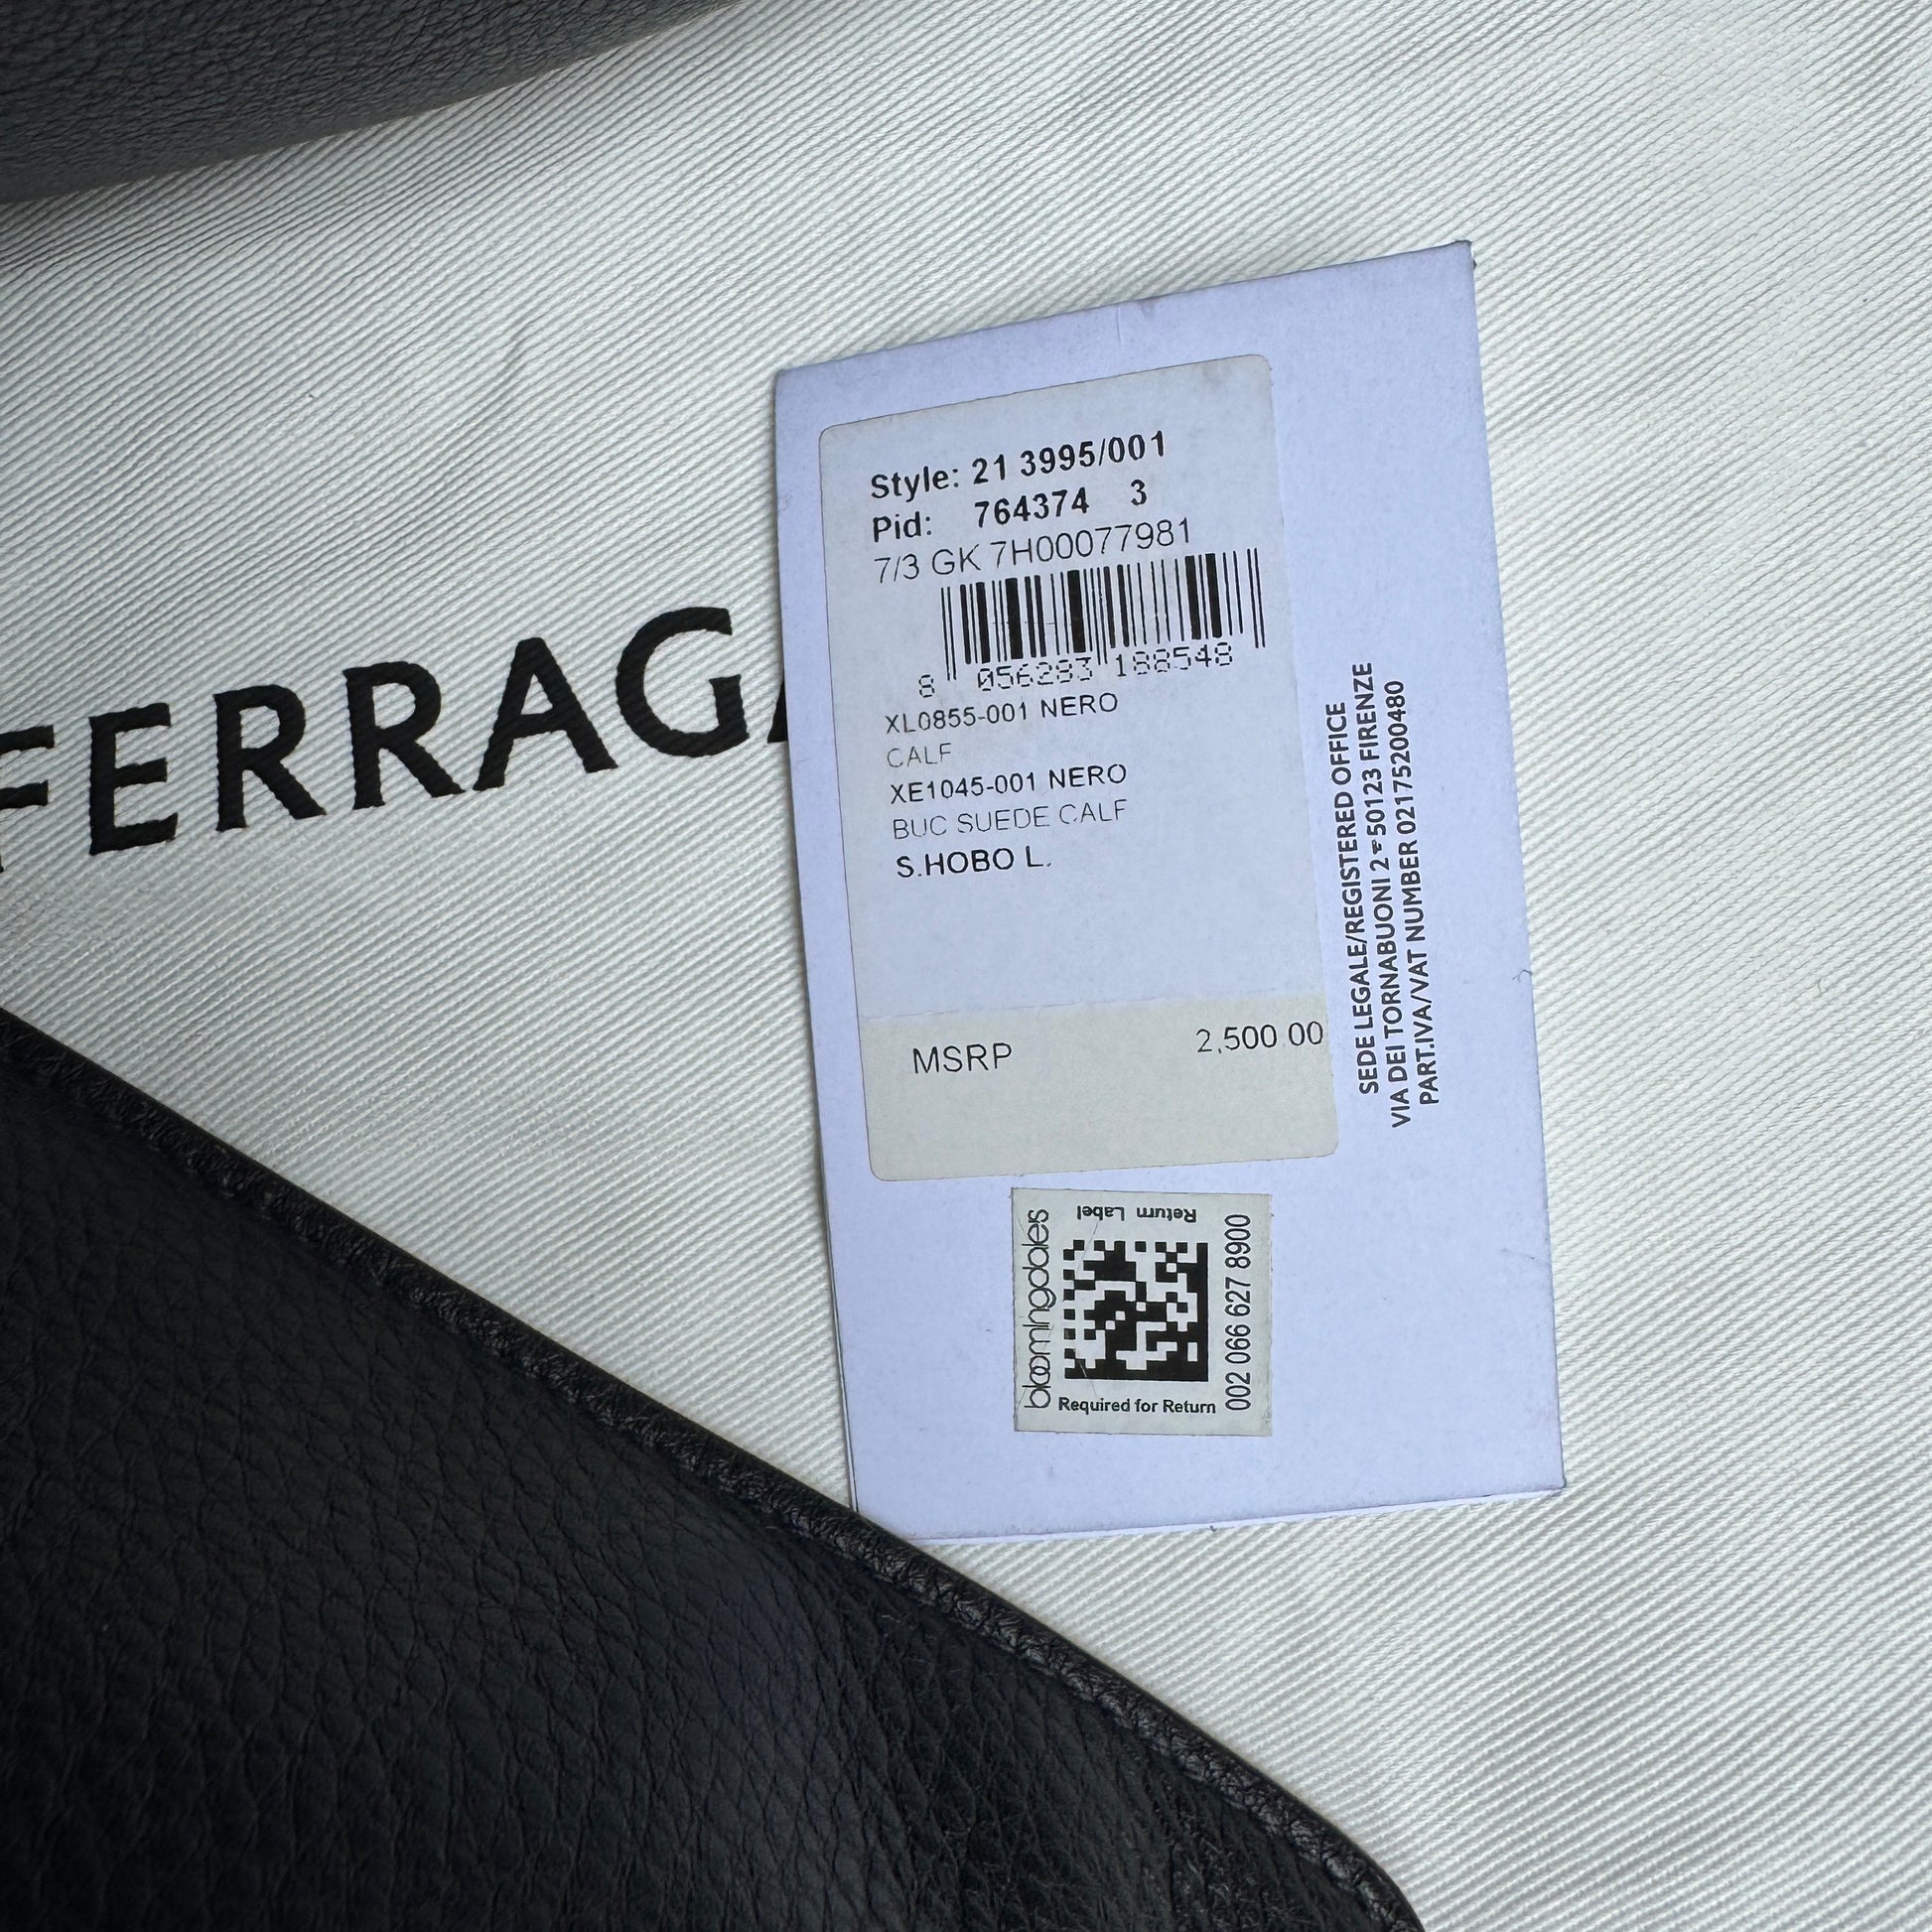 FERRAGA
Style: 21 3995/001
Pid: 764374 3
7/3 GK 7H00077981
8 056283 188548
XL0855-001 NERO
CALF
XE1045-001 NERO
BUC SUEDE CALF
S.HOBO L.
MSRP 2,500 00
SEDE LEGALE/REGISTERED OFFICE
VIA DEI TORNABUONI 2 - 50123 FIRENZE
PART.IVA/VAT NUMBER 02175200480
bloomingdales
Return Label
Required for Return
002 066 627 8900